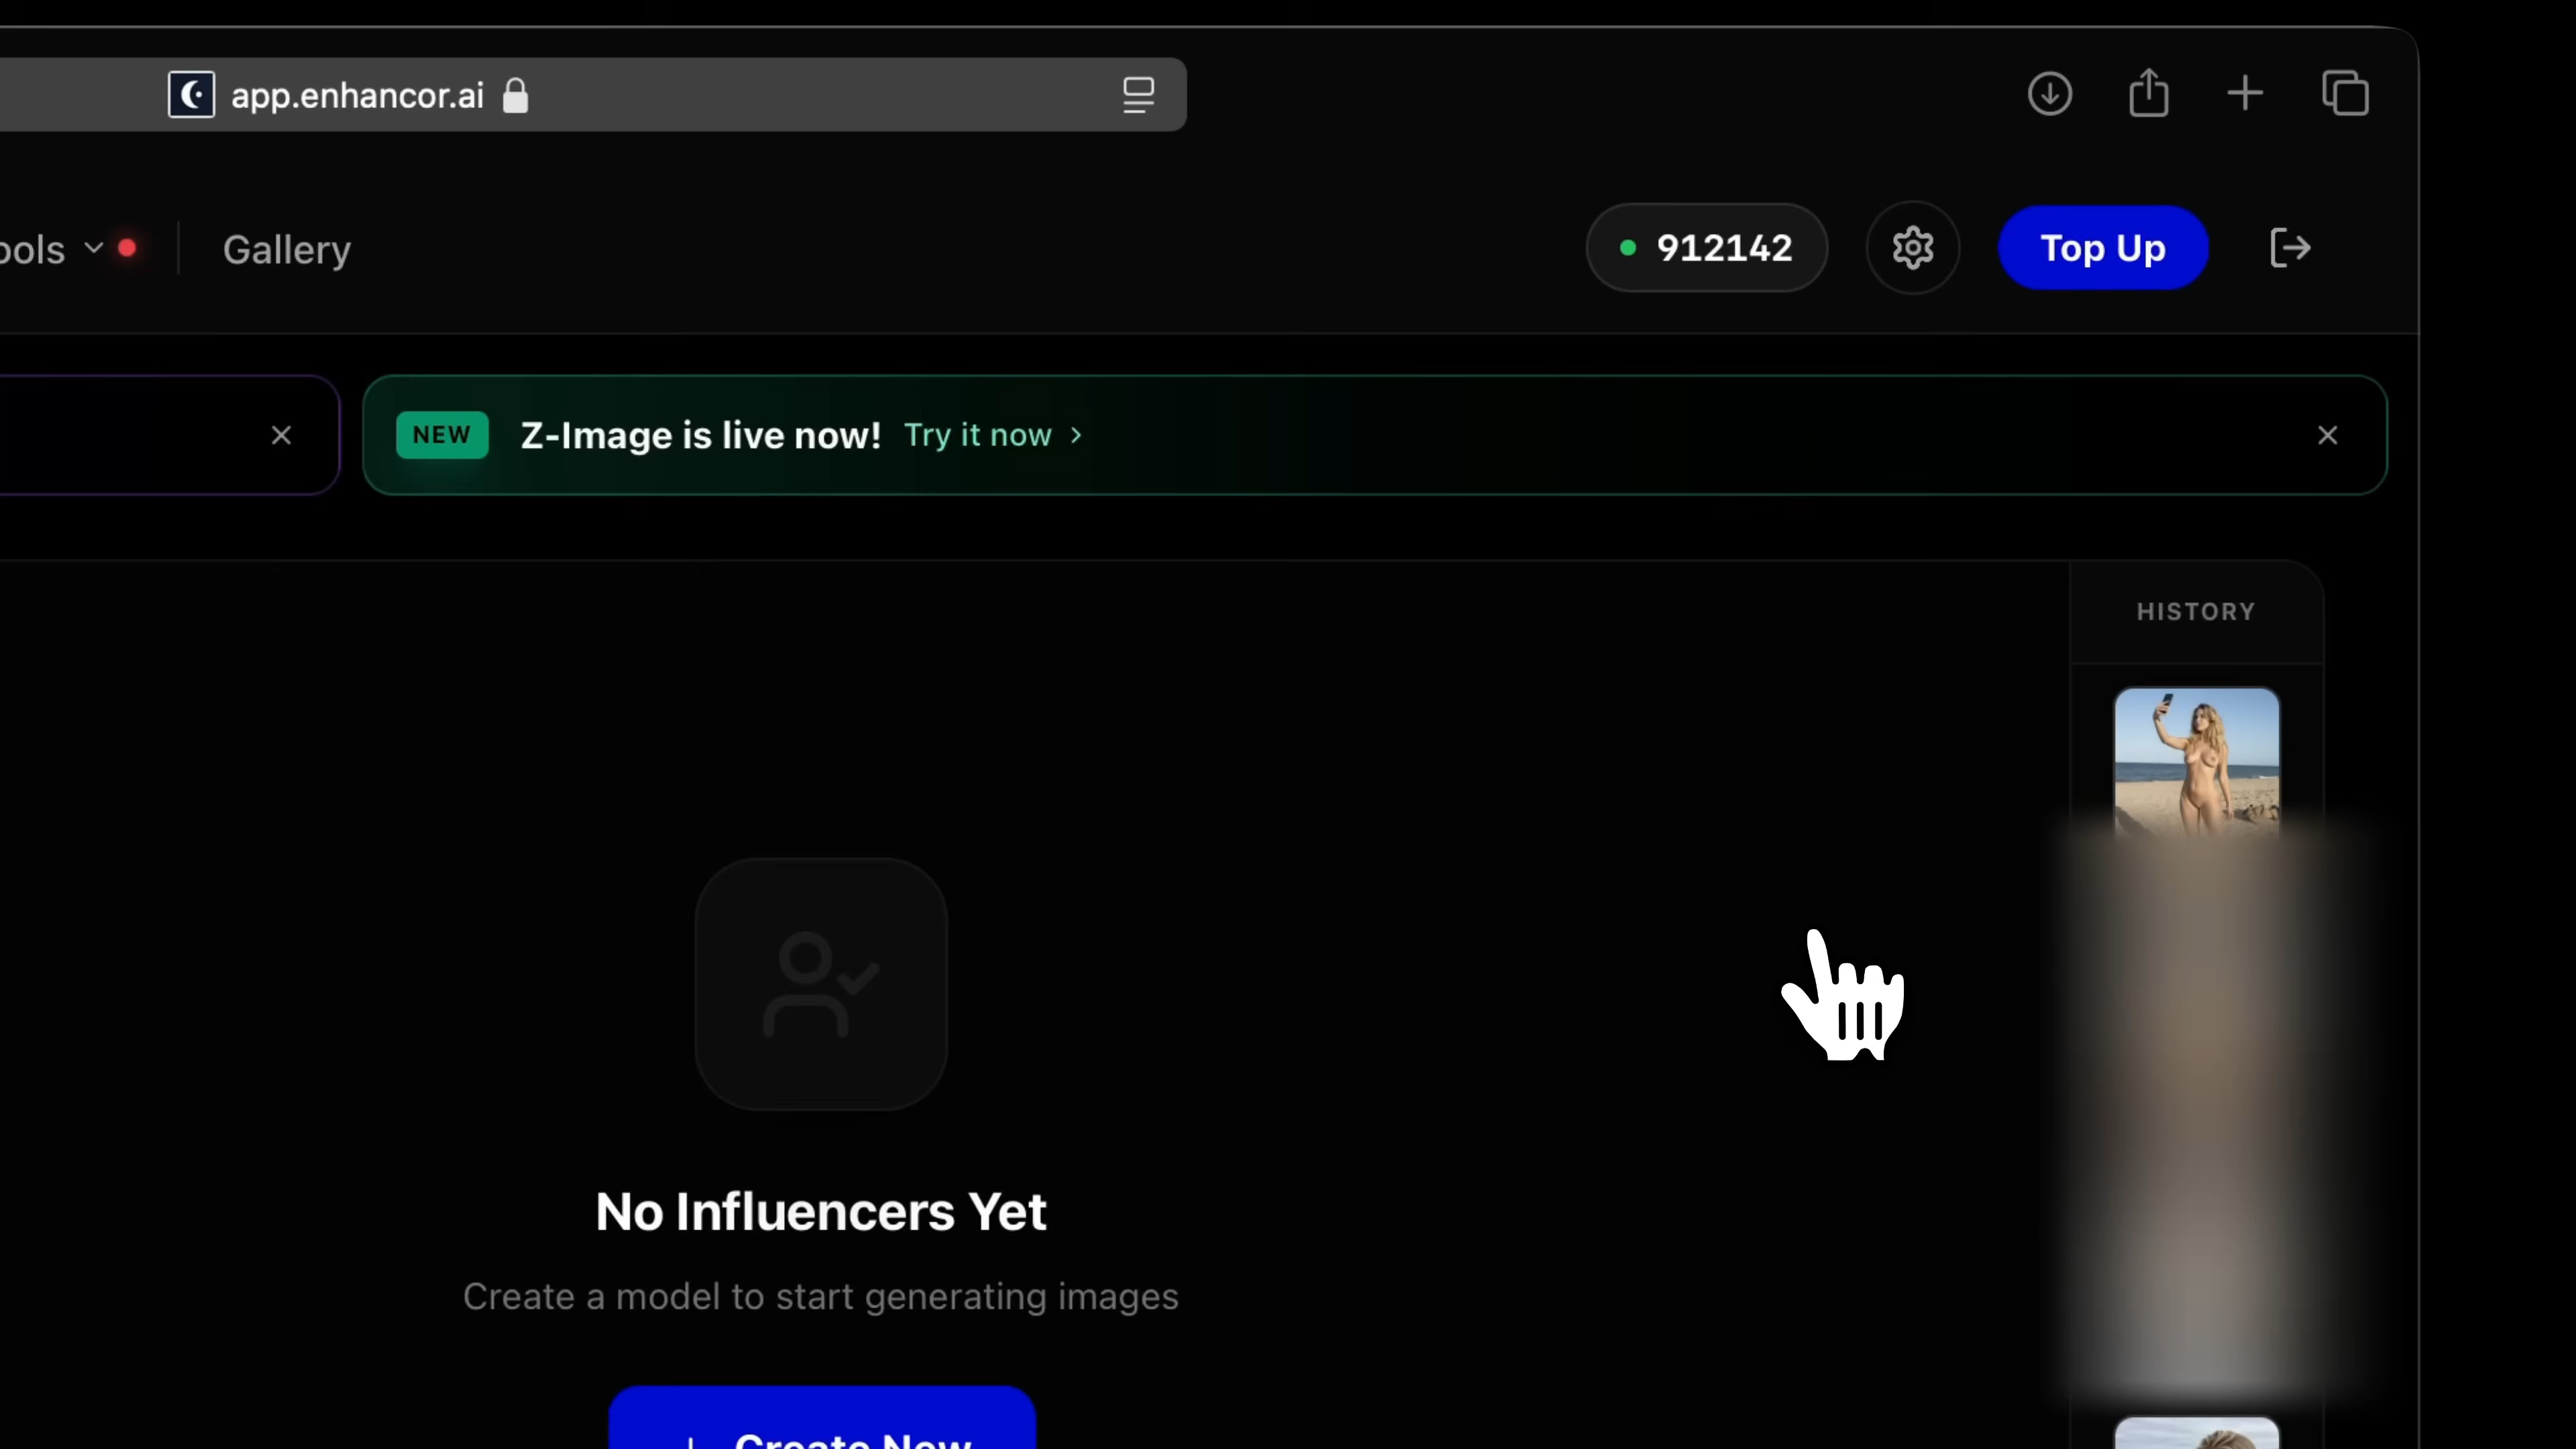 app.enhancor.ai
Gallery
912142
Top Up
NEW Z-Image is live now! Try it now
HISTORY
No Influencers Yet
Create a model to start generating images
Create New